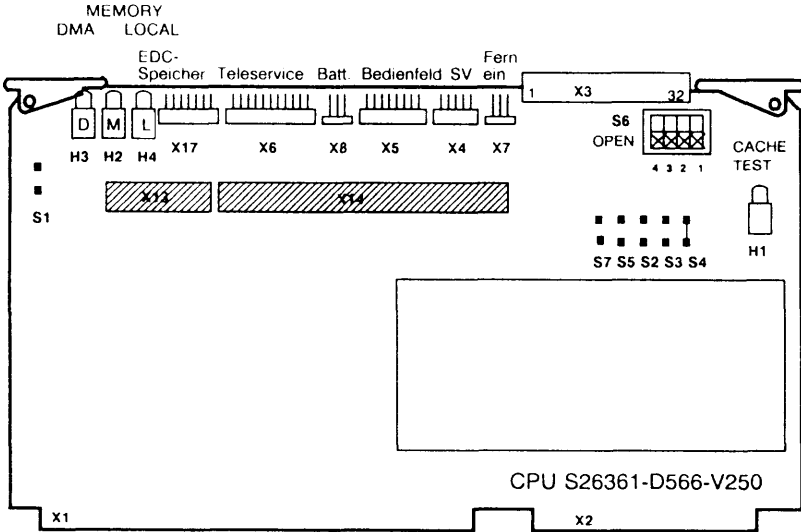 MEMORY
DMA LOCAL
EDC-
Speicher Teleservice Batt. Bedienfeld SV Fern
ein
1 X3 32
D M L
S6
OPEN
H3 H2 H4 X17 X6 X8 X5 X4 X7
4 3 2 1
CACHE
TEST
X13 X14
S1
H1
S7 S5 S2 S3 S4
CPU S26361-D566-V250
X1 X2